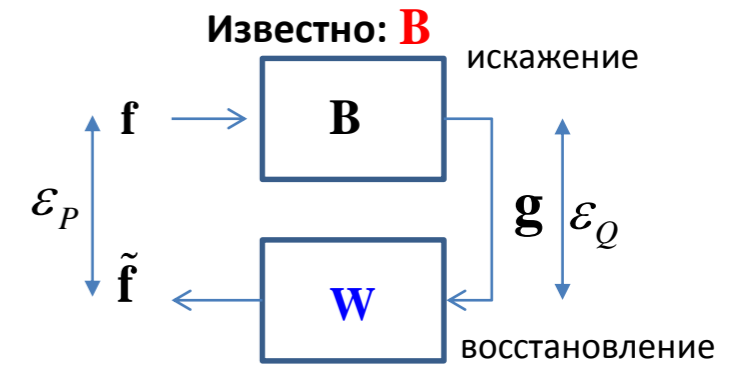 Известно: B
искажение
f
B
ε_P
g
ε_Q
f̃
W
восстановление